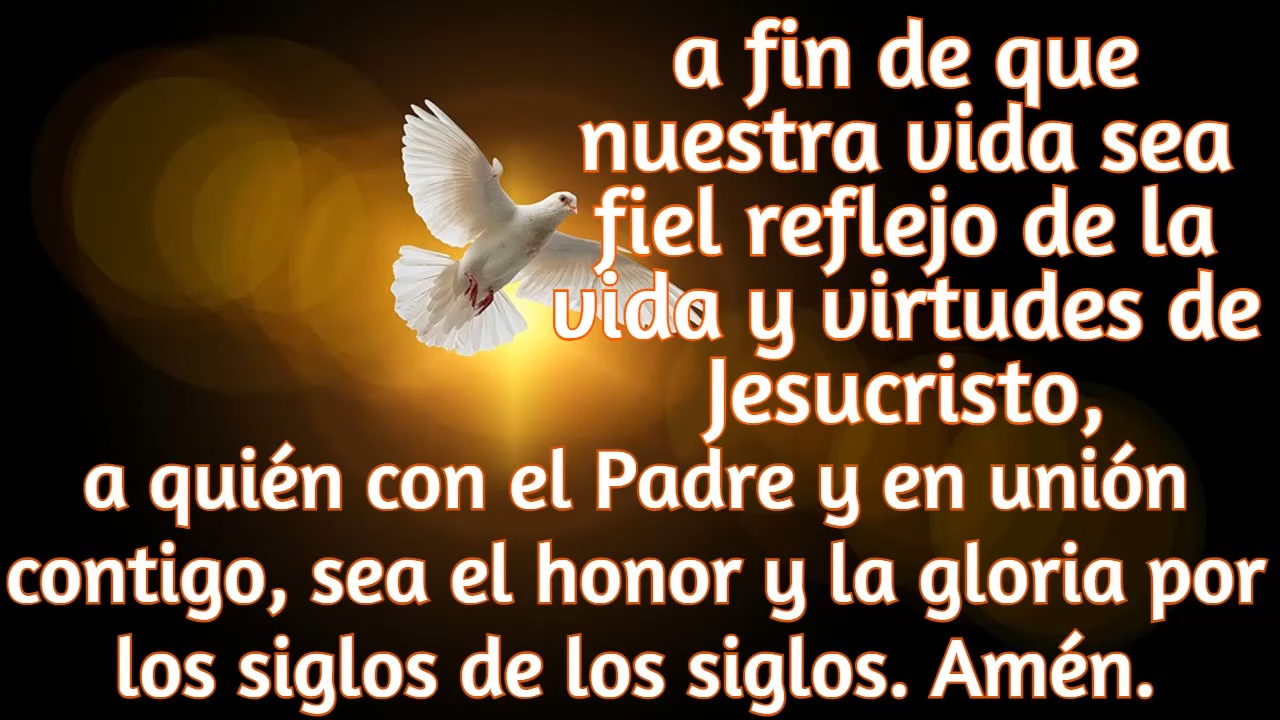 a fin de que
nuestra vida sea
fiel reflejo de la
vida y virtudes de
Jesucristo,
a quién con el Padre y en unión
contigo, sea el honor y la gloria por
los siglos de los siglos. Amén.